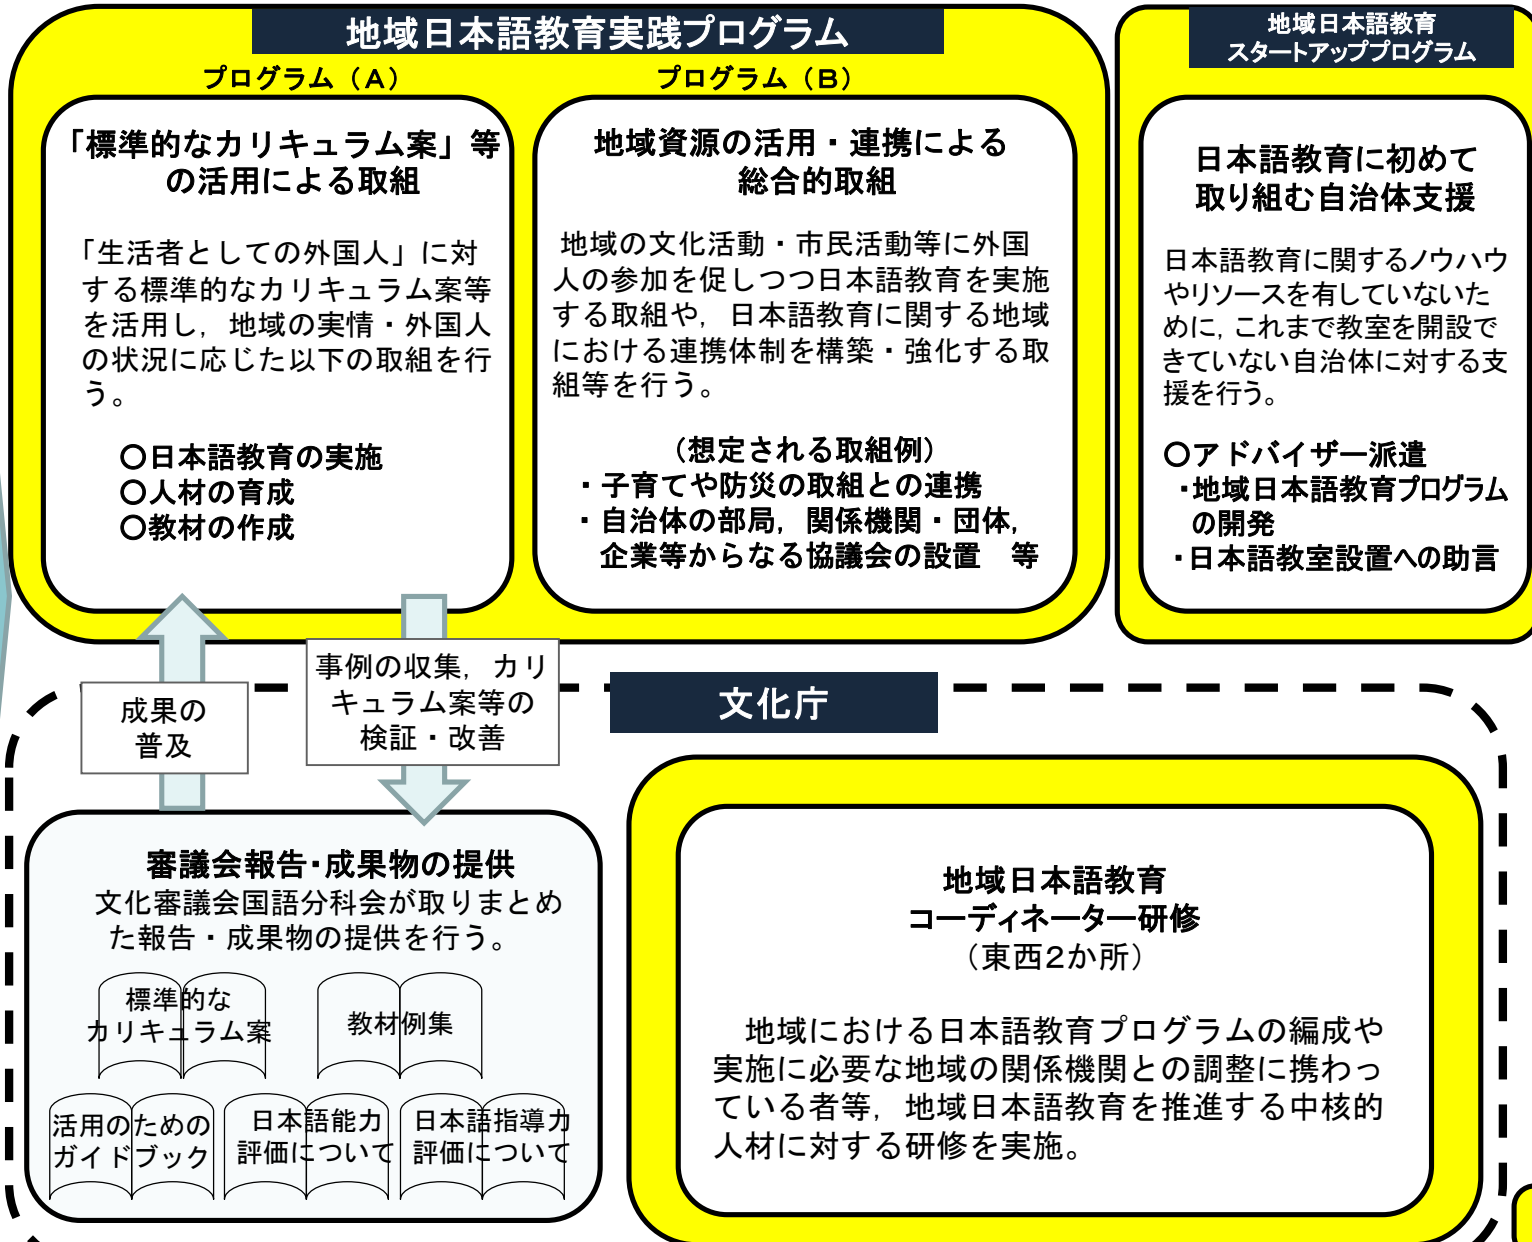 地域日本語教育実践プログラム
プログラム（Ａ）
「標準的なカリキュラム案」等
の活用による取組
「生活者としての外国人」に対
する標準的なカリキュラム案等
を活用し，地域の実情・外国人
の状況に応じた以下の取組を行
う。
○日本語教育の実施
○人材の育成
○教材の作成
プログラム（Ｂ）
地域資源の活用・連携による
総合的取組
地域の文化活動・市民活動等に外国
人の参加を促しつつ日本語教育を実施
する取組や，日本語教育に関する地域
における連携体制を構築・強化する取
組等を行う。
（想定される取組例）
・子育てや防災の取組との連携
・自治体の部局，関係機関・団体，
企業等からなる協議会の設置　等
地域日本語教育
スタートアッププログラム
日本語教育に初めて
取り組む自治体支援
日本語教育に関するノウハウ
やリソースを有していないた
めに，これまで教室を開設で
きていない自治体に対する支
援を行う。
○アドバイザー派遣
・地域日本語教育プログラム
の開発
・日本語教室設置への助言
成果の
普及
事例の収集，カリ
キュラム案等の
検証・改善
文化庁
審議会報告・成果物の提供
文化審議会国語分科会が取りまとめ
た報告・成果物の提供を行う。
標準的な
カリキュラム案
教材例集
活用のための
ガイドブック
日本語能力
評価について
日本語指導力
評価について
地域日本語教育
コーディネーター研修
（東西２か所）
地域における日本語教育プログラムの編成や
実施に必要な地域の関係機関との調整に携わっ
ている者等，地域日本語教育を推進する中核的
人材に対する研修を実施。